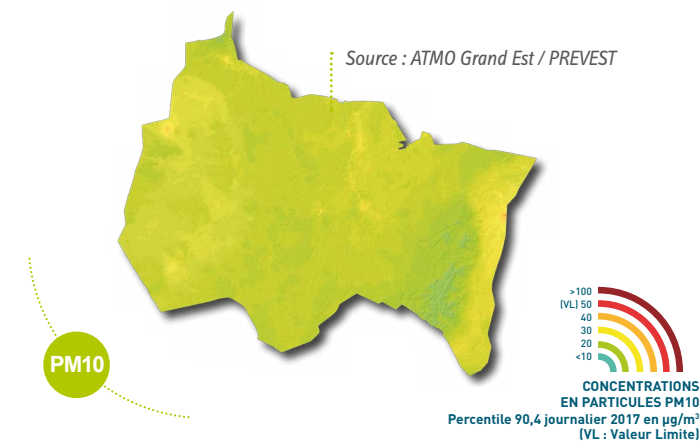 Source : ATMO Grand Est / PREVEST
PM10
>100
(VL) 50
40
30
20
<10
CONCENTRATIONS
EN PARTICULES PM10
Percentile 90,4 journalier 2017 en µg/m³
(VL : Valeur Limite)